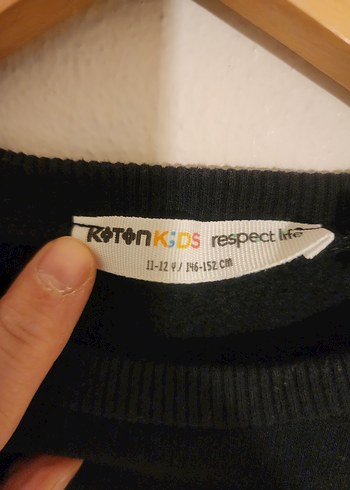 KOTON KIDS respect life
11-12 Y / 146-152 CM